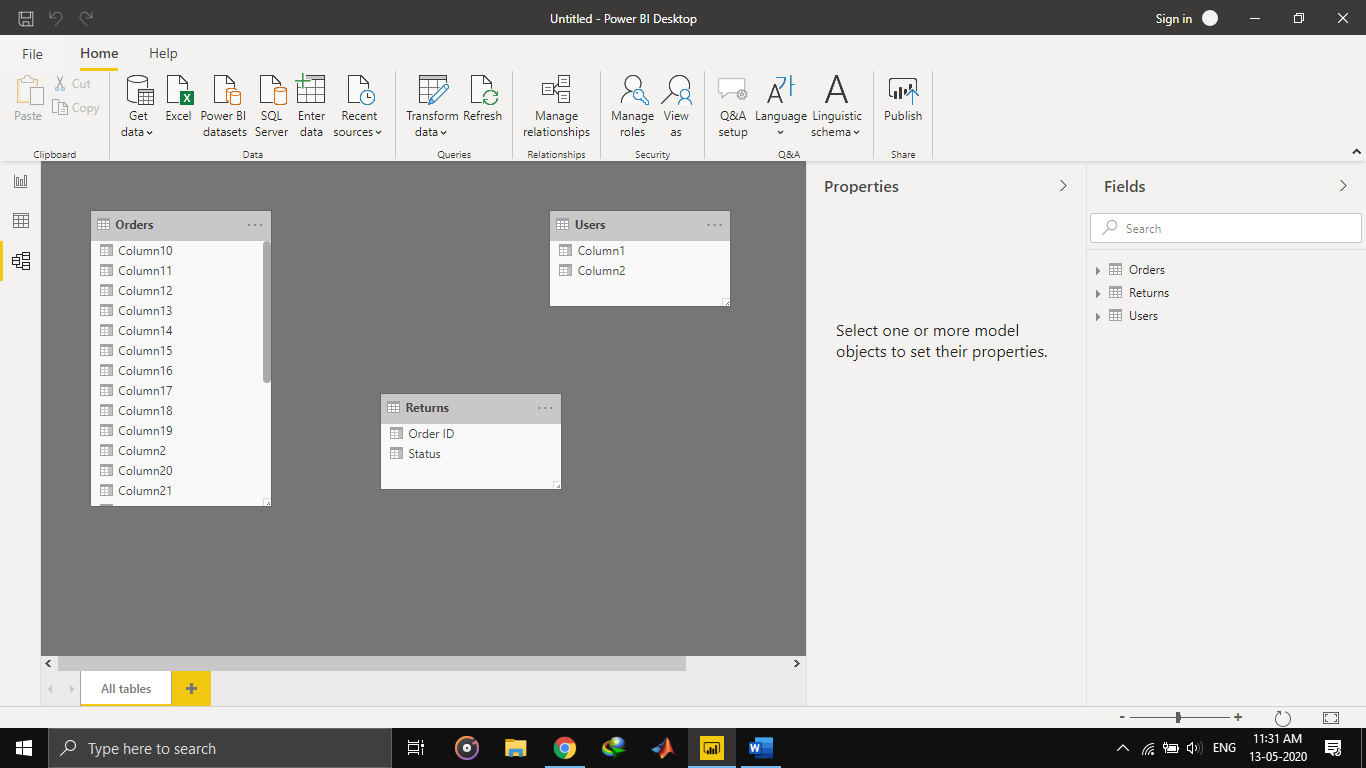 Untitled - Power BI Desktop
Sign in
File
Home
Help
Paste
Cut
Copy
Clipboard
Get data
Excel
Power BI datasets
SQL Server
Enter data
Recent sources
Data
Transform data
Refresh
Queries
Manage relationships
Relationships
Manage roles
View as
Security
Q&A setup
Language
Linguistic schema
Q&A
Publish
Share
Orders
Column10
Column11
Column12
Column13
Column14
Column15
Column16
Column17
Column18
Column19
Column2
Column20
Column21
Users
Column1
Column2
Returns
Order ID
Status
Properties
Select one or more model
objects to set their properties.
Fields
Search
Orders
Returns
Users
All tables
Type here to search
ENG
11:31 AM
13-05-2020